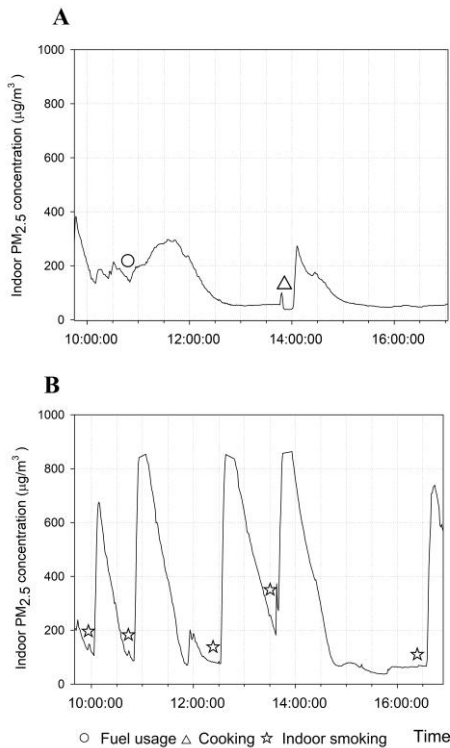 A
Indoor PM2.5 concentration (μg/m3)
1000
800
600
400
200
0
10:00:00 12:00:00 14:00:00 16:00:00
B
Indoor PM2.5 concentration (μg/m3)
1000
800
600
400
200
0
10:00:00 12:00:00 14:00:00 16:00:00
Time
○ Fuel usage △ Cooking ☆ Indoor smoking